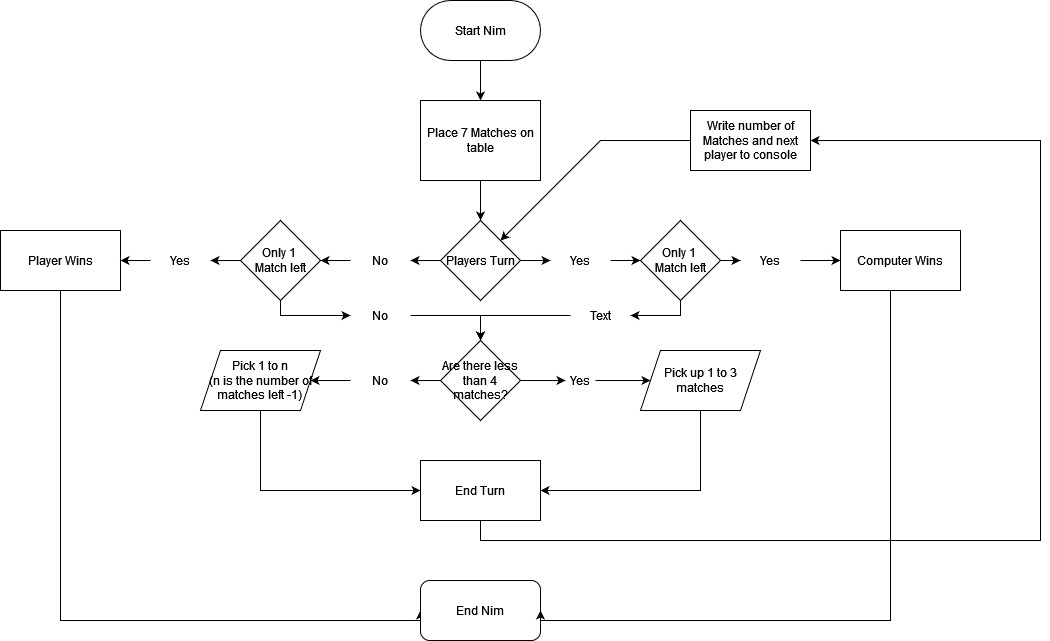 Start Nim
Place 7 Matches on
table
Write number of
Matches and next
player to console
Player Wins
Yes
Only 1
Match left
No
Players Turn
Yes
Only 1
Match left
Yes
Computer Wins
No
Text
Pick 1 to n
(n is the number of
matches left -1)
No
Are there less
than 4
matches?
Yes
Pick up 1 to 3
matches
End Turn
End Nim